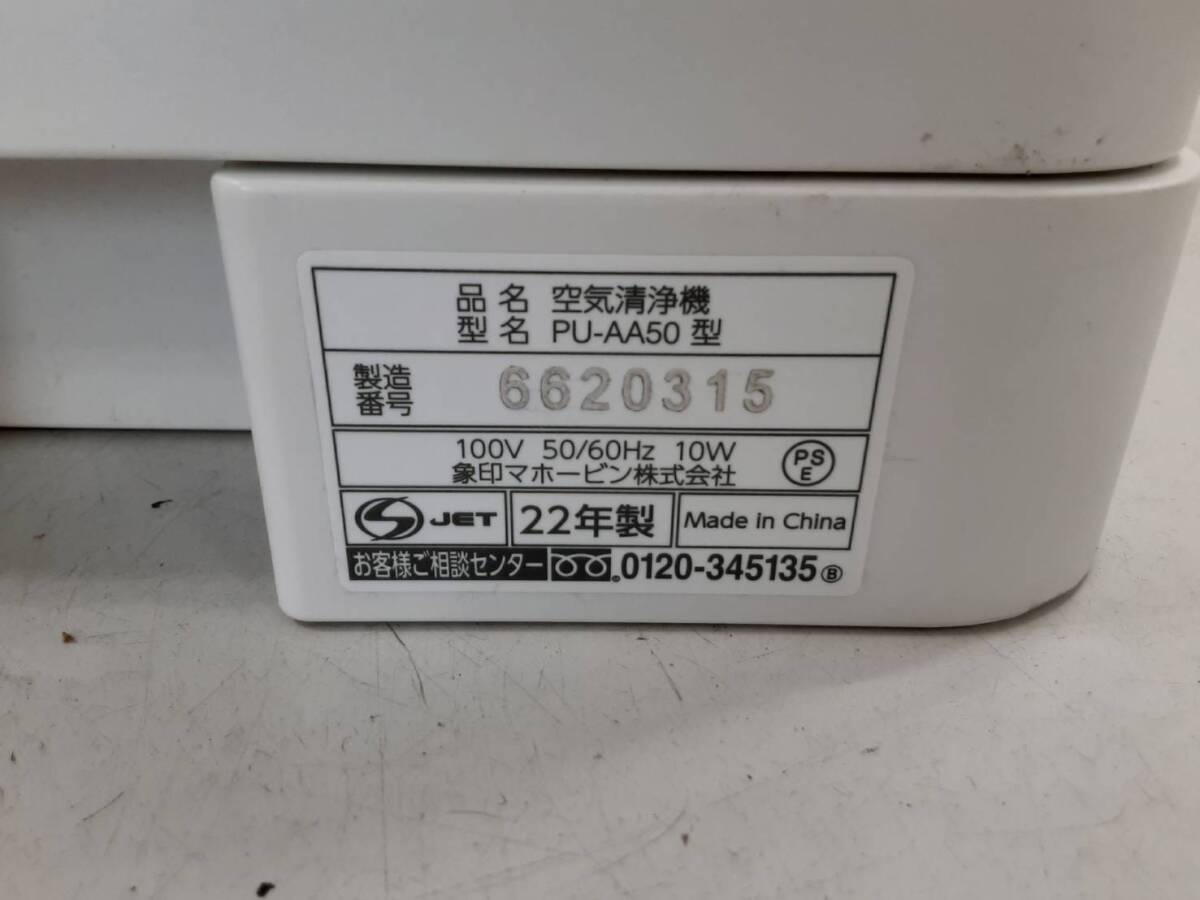 品名 空気清浄機
型名 PU-AA50 型
製造番号 6620315
100V 50/60Hz 10W
象印マホービン株式会社
PSE
JET 22年製 Made in China
お客様ご相談センター 0120-345135 Ⓑ